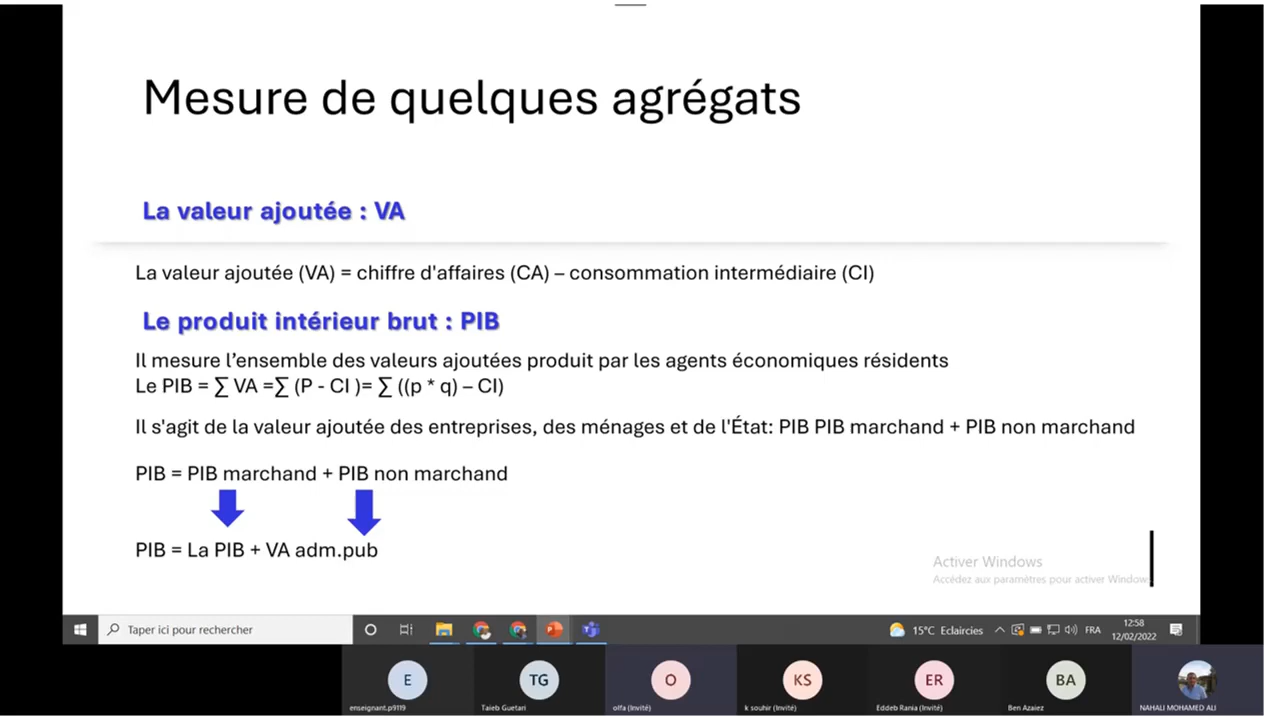 Mesure de quelques agrégats
La valeur ajoutée : VA
La valeur ajoutée (VA) = chiffre d'affaires (CA) – consommation intermédiaire (CI)
Le produit intérieur brut : PIB
Il mesure l’ensemble des valeurs ajoutées produit par les agents économiques résidents
Le PIB = ∑ VA =∑ (P - CI )= ∑ ((p * q) – CI)
Il s'agit de la valeur ajoutée des entreprises, des ménages et de l'État: PIB PIB marchand + PIB non marchand
PIB = PIB marchand + PIB non marchand
PIB = La PIB + VA adm.pub
Activer Windows
Accédez aux paramètres pour activer Windows
Taper ici pour rechercher
15°C Eclaircies
FRA
12:58
12/02/2022
E
TG
O
KS
ER
BA
enseignant.p9119
Taieb Guetari
olfa (Invité)
k souhir (Invité)
Eddeb Rania (Invité)
Ben Azaiez
NAHALI MOHAMED ALI